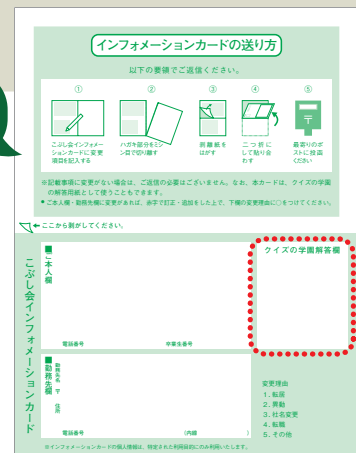 インフォメーションカードの送り方
以下の要領でご返信ください。
① ② ③ ④ ⑤
こぶし会インフォメー
ションカードに変更
項目を記入する
ハガキ部分をミシ
ン目で切り離す
剥離紙を
はがす
二つ折に
して貼り合
わす
〒
最寄りのポ
ストに投函
ください
※記載事項に変更がない場合は、ご返信の必要はございません。なお、本カードは、クイズの学園
の解答用紙として使うこともできます。
●ご本人欄・勤務先欄に変更があれば、赤字で訂正・追加をした上で、下欄の変更理由に○をつけてください。
←ここから剥がしてください。
こぶし会インフォメーションカード
■ご本人欄
電話番号 卒業生番号
クイズの学園解答欄
■勤務先欄
勤務先名
〒 住所
電話番号 (内線 )
変更理由
1. 転居
2. 異動
3. 社名変更
4. 転職
5. その他
※インフォメーションカードの個人情報は、特定された利用目的にのみ利用いたします。